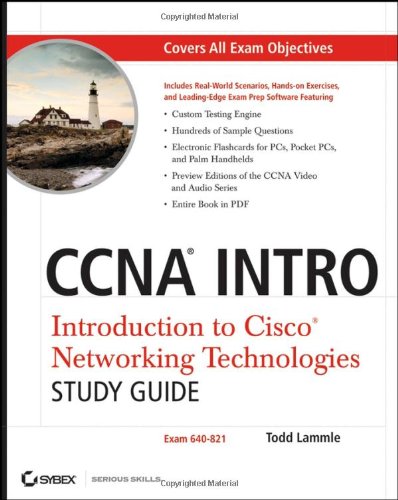 Copyrighted Material
Covers All Exam Objectives
Includes Real-World Scenarios, Hands-on Exercises,
and Leading-Edge Exam Prep Software Featuring
• Custom Testing Engine
• Hundreds of Sample Questions
• Electronic Flashcards for PCs, Pocket PCs,
and Palm Handhelds
• Preview Editions of the CCNA Video
and Audio Series
• Entire Book in PDF
CCNA® INTRO
Introduction to Cisco®
Networking Technologies
STUDY GUIDE
Exam 640-821 Todd Lammle
SYBEX SERIOUS SKILLS.
Copyrighted Material